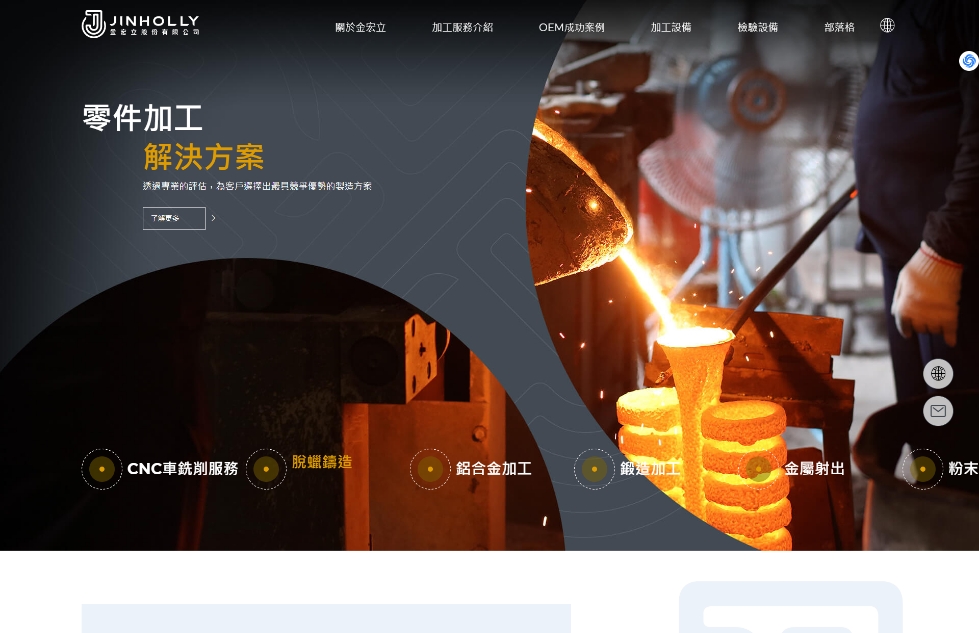 JINHOLLY
金宏立股份有限公司
關於金宏立
加工服務介紹
OEM成功案例
加工設備
檢驗設備
部落格
零件加工
解決方案
透過專業的評估，為客戶選擇出最具競爭優勢的製造方案
了解更多
CNC車銑削服務
脫蠟鑄造
鋁合金加工
鍛造加工
金屬射出
粉末